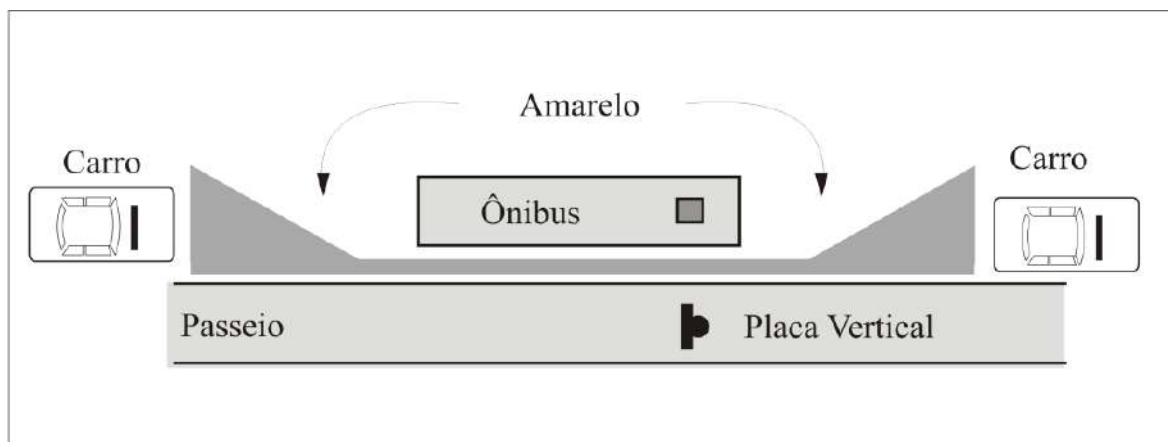 Amarelo
Carro
Carro
Ônibus
Passeio
Placa Vertical